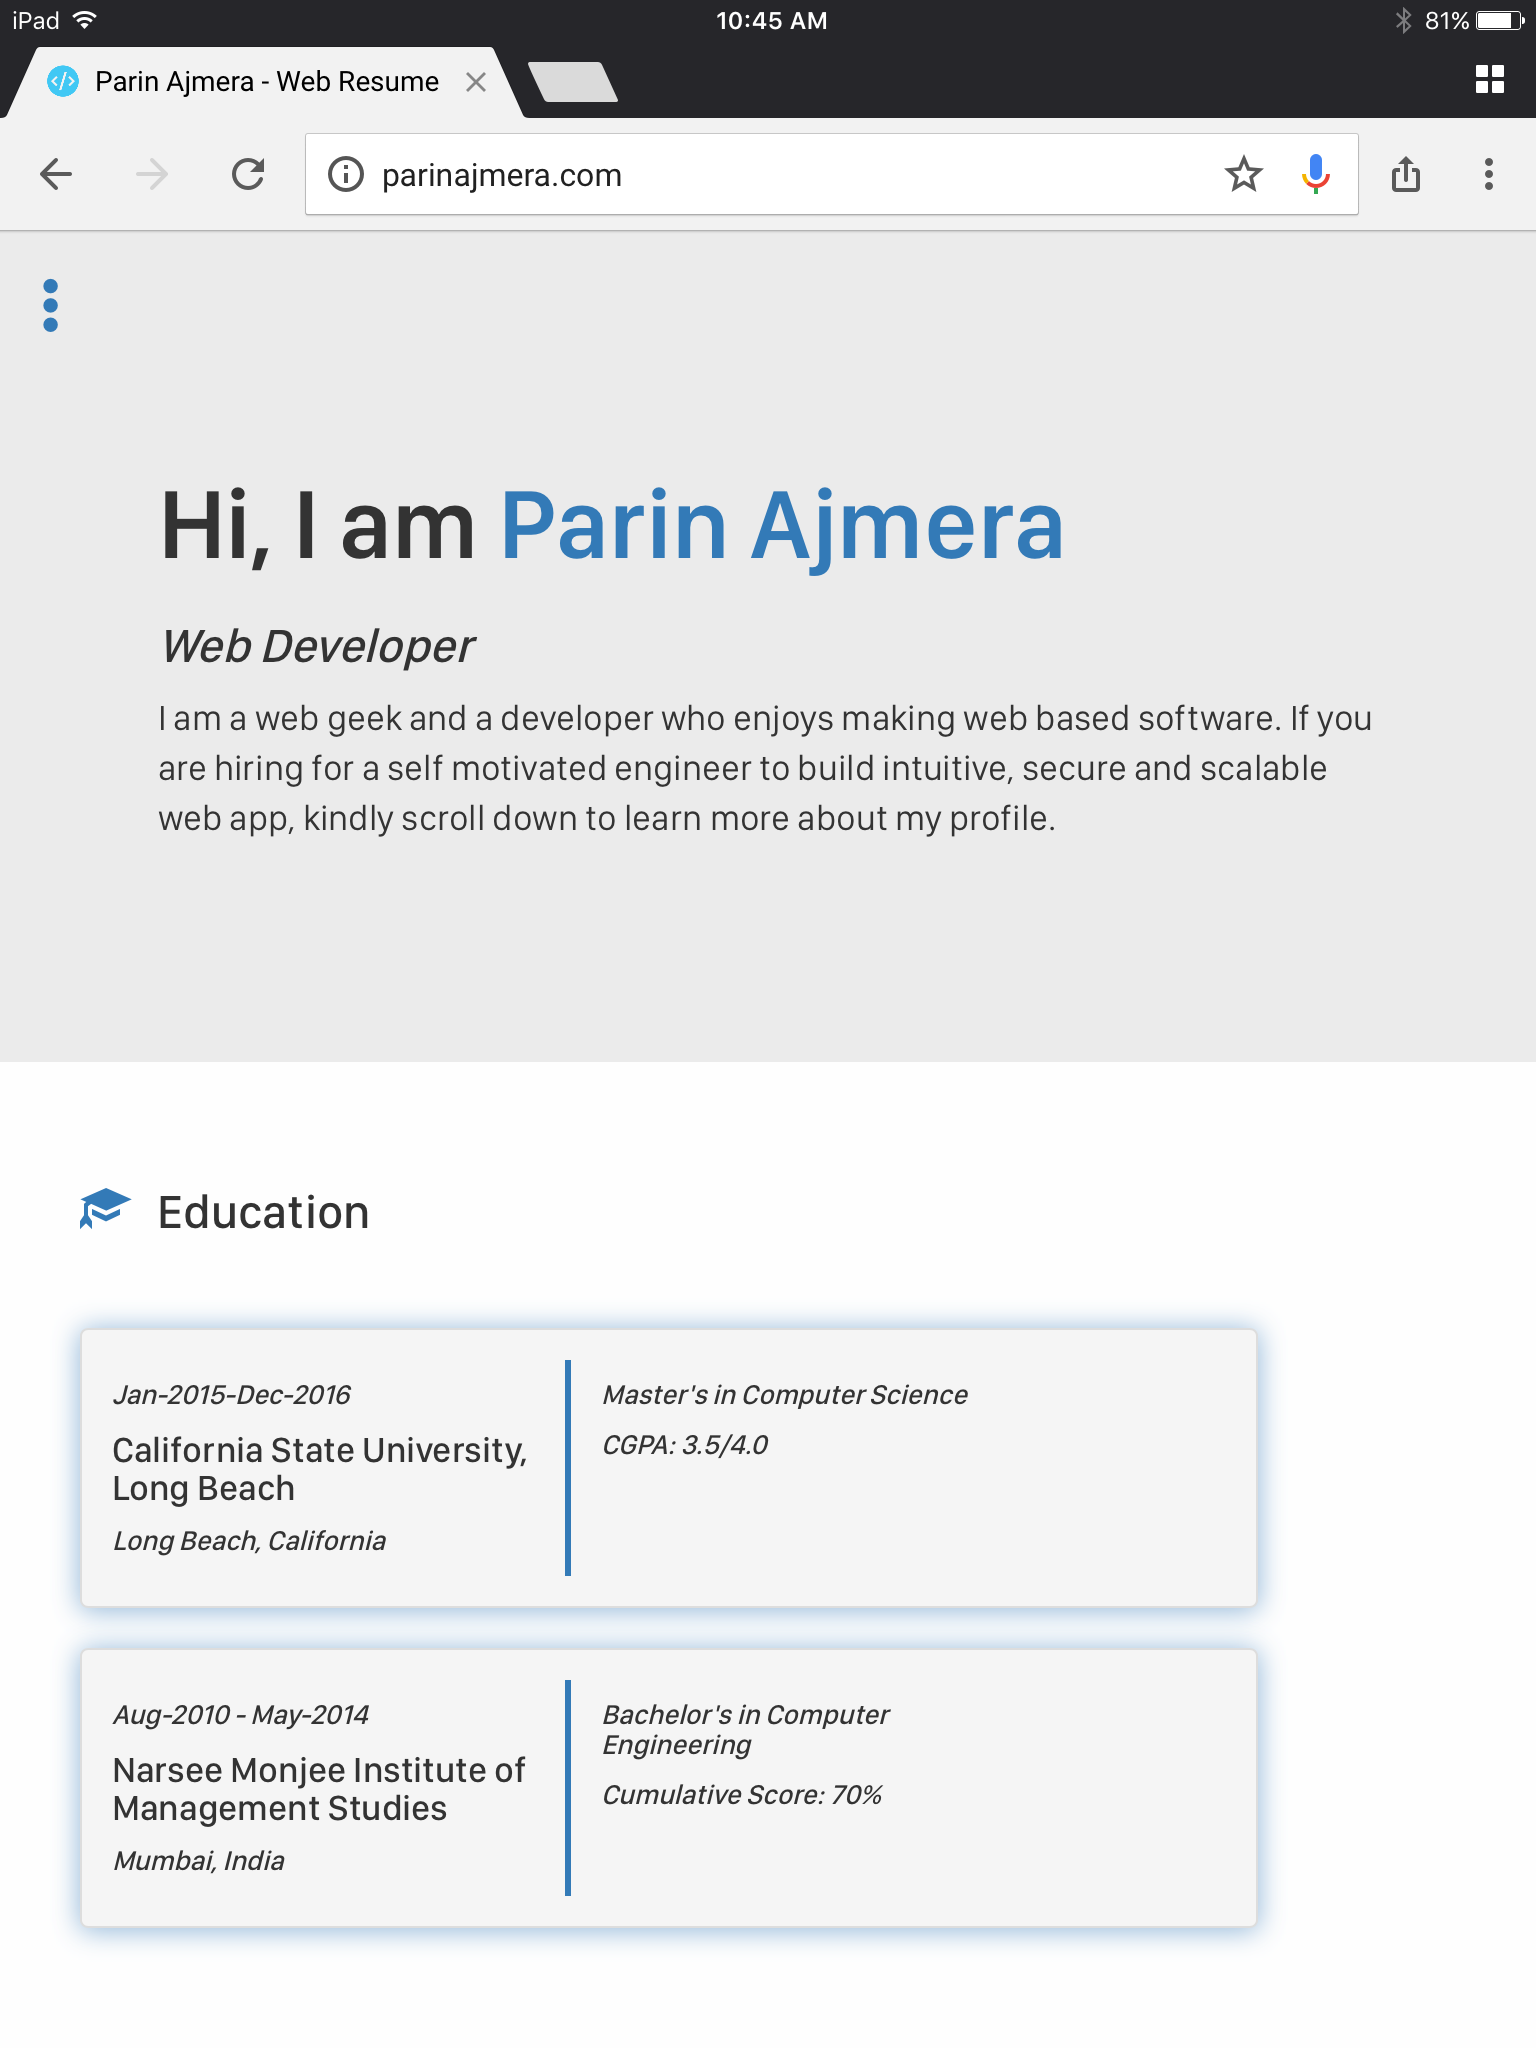 iPad 10:45 AM 81%
Parin Ajmera - Web Resume
parinajmera.com
Hi, I am Parin Ajmera
Web Developer
I am a web geek and a developer who enjoys making web based software. If you
are hiring for a self motivated engineer to build intuitive, secure and scalable
web app, kindly scroll down to learn more about my profile.
Education
Jan-2015-Dec-2016
California State University,
Long Beach
Long Beach, California
Master's in Computer Science
CGPA: 3.5/4.0
Aug-2010 - May-2014
Narsee Monjee Institute of
Management Studies
Mumbai, India
Bachelor's in Computer
Engineering
Cumulative Score: 70%